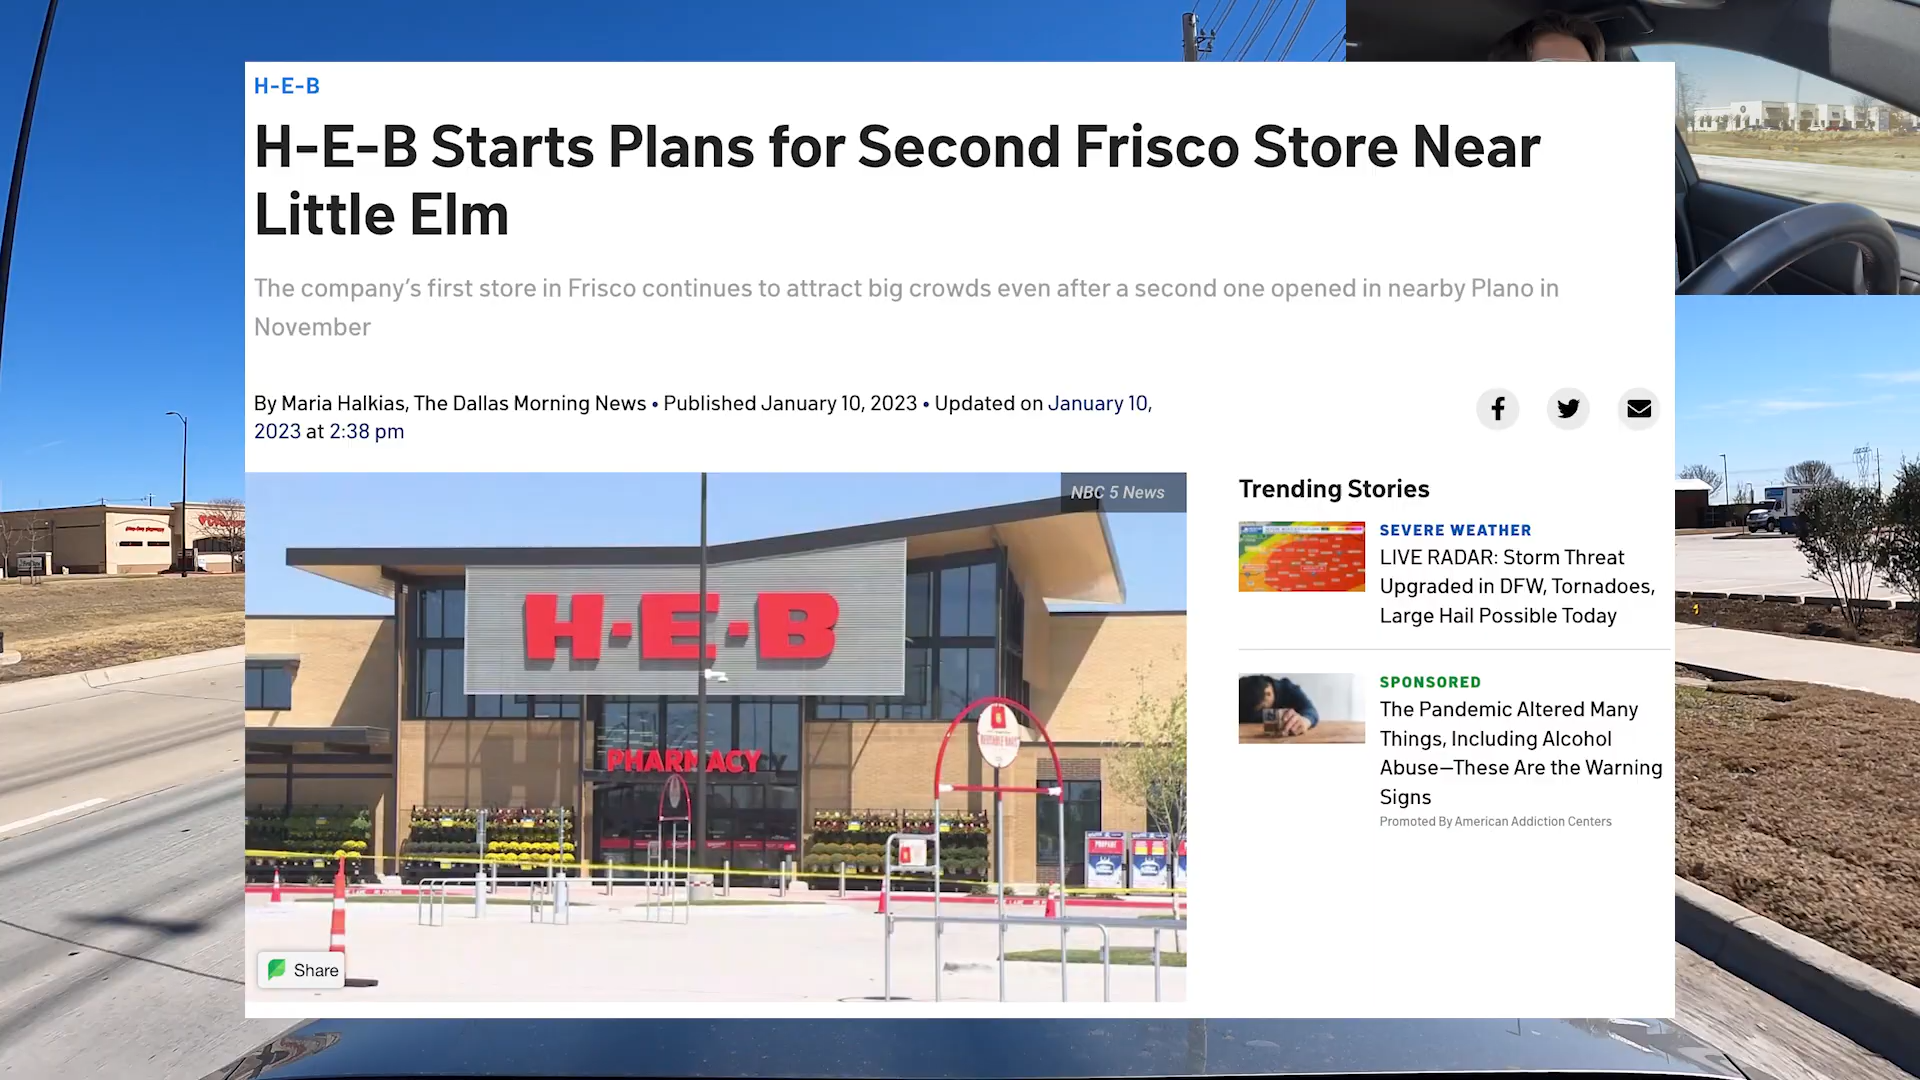 H-E-B
H-E-B Starts Plans for Second Frisco Store Near
Little Elm
The company's first store in Frisco continues to attract big crowds even after a second one opened in nearby Plano in
November
By Maria Halkias, The Dallas Morning News • Published January 10, 2023 • Updated on January 10,
2023 at 2:38 pm
NBC 5 News
H-E-B
PHARMACY
PROPANE
Share
Trending Stories
SEVERE WEATHER
LIVE RADAR: Storm Threat
Upgraded in DFW, Tornadoes,
Large Hail Possible Today
SPONSORED
The Pandemic Altered Many
Things, Including Alcohol
Abuse—These Are the Warning
Signs
Promoted By American Addiction Centers